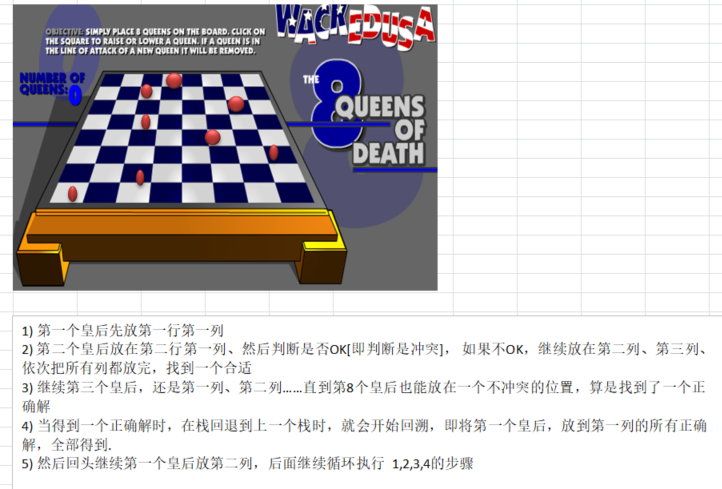 WACKEDUSA
OBJECTIVE: SIMPLY PLACE 8 QUEENS ON THE BOARD. CLICK ON
THE SQUARE TO RAISE OR LOWER A QUEEN. IF A QUEEN IS IN
THE LINE OF ATTACK OF A NEW QUEEN IT WILL BE REMOVED.
NUMBER OF
QUEENS:0
THE
8
QUEENS
OF
DEATH
1) 第一个皇后先放第一行第一列
2) 第二个皇后放在第二行第一列、然后判断是否OK[即判断是冲突]， 如果不OK，继续放在第二列、第三列、
依次把所有列都放完，找到一个合适
3) 继续第三个皇后，还是第一列、第二列……直到第8个皇后也能放在一个不冲突的位置，算是找到了一个正
确解
4) 当得到一个正确解时，在栈回退到上一个栈时，就会开始回溯，即将第一个皇后，放到第一列的所有正确
解，全部得到.
5) 然后回头继续第一个皇后放第二列，后面继续循环执行 1,2,3,4的步骤